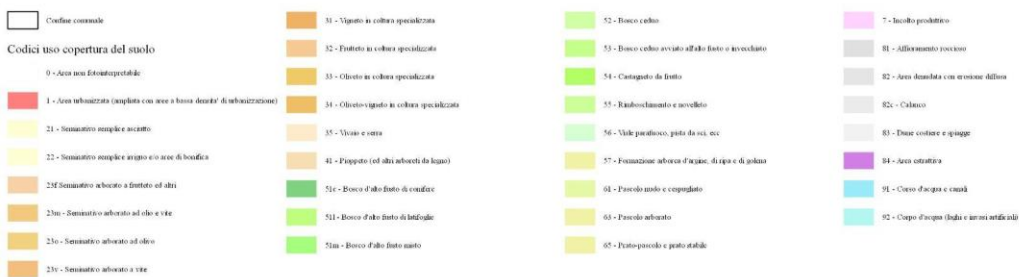 Confine comunale
Codici uso copertura del suolo
0 - Area non fotointerpretabile
1 - Area urbanizzata (ampliata con aree a bassa densita' di urbanizzazione)
21 - Seminativo semplice asciutto
22 - Seminativo semplice irriguo e/o aree di bonifica
23f Seminativo arborato a frutteto ed altri
23m - Seminativo arborato ad olio e vite
23o - Seminativo arborato ad olivo
23v - Seminativo arborato a vite
31 - Vigneto in coltura specializzata
32 - Frutteto in coltura specializzata
33 - Oliveto in coltura specializzata
34 - Oliveto-vigneto in coltura specializzata
35 - Vivaio e serra
41 - Pioppeto (ed altri arboreti da legno)
51c - Bosco d'alto fusto di conifere
51l - Bosco d'alto fusto di latifoglie
51m - Bosco d'alto fusto misto
52 - Bosco ceduo
53 - Bosco ceduo avviato all'alto fusto o invecchiato
54 - Castagneto da frutto
55 - Rimboschimento e novelleto
56 - Viale parafuoco, pista da sci, ecc
57 - Formazione arborea d'argine, di ripa e di golena
61 - Pascolo nudo e cespugliato
63 - Pascolo arborato
65 - Prato-pascolo e prato stabile
7 - Incolto produttivo
81 - Affioramento roccioso
82 - Area denudata con erosione diffusa
82c - Calanco
83 - Dune costiere e spiagge
84 - Area estrattiva
91 - Corso d'acqua e canali
92 - Corpo d'acqua (laghi e invasi artificiali)